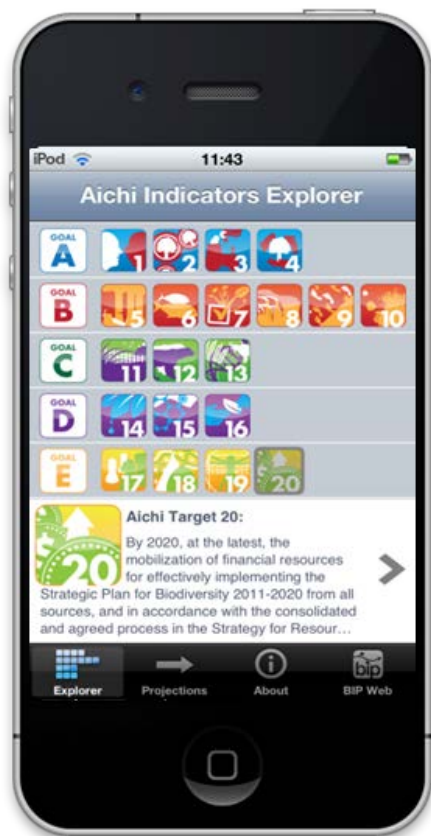 iPod 11:43
Aichi Indicators Explorer
GOAL A 1 2 3 4
GOAL B 5 6 7 8 9 10
GOAL C 11 12 13
GOAL D 14 15 16
GOAL E 17 18 19 20
20
Aichi Target 20:
By 2020, at the latest, the
mobilization of financial resources
for effectively implementing the
Strategic Plan for Biodiversity 2011-2020 from all
sources, and in accordance with the consolidated
and agreed process in the Strategy for Resour...
bip
Explorer Projections About BIP Web